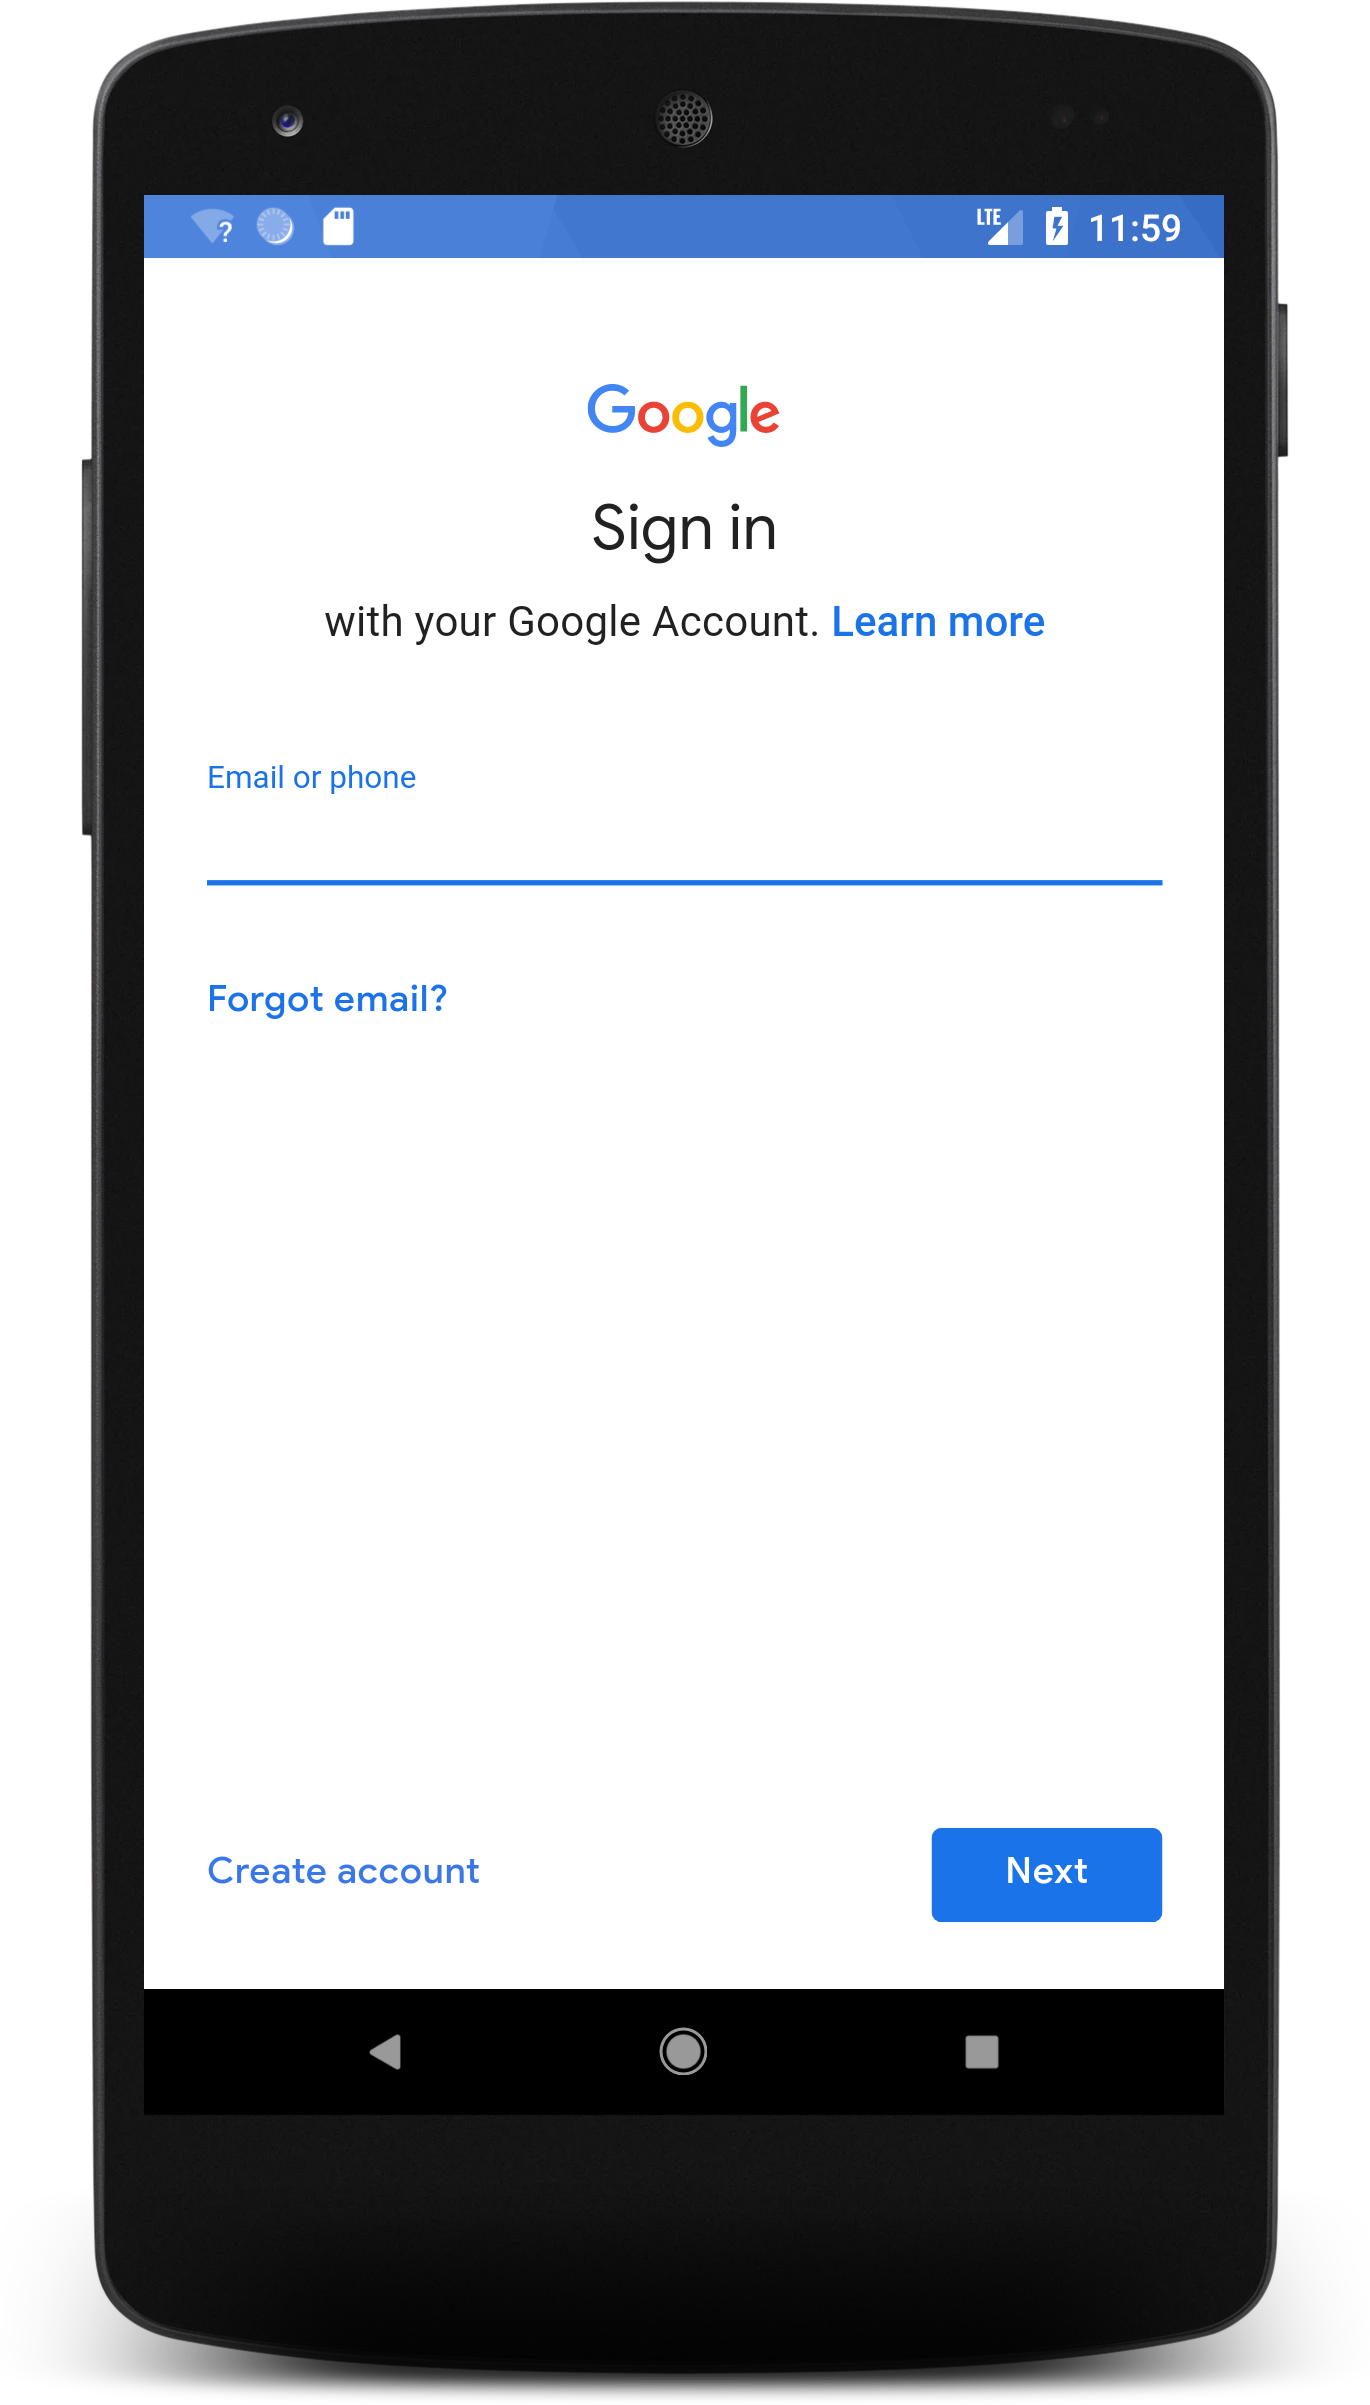 LTE 11:59
Google
Sign in
with your Google Account. Learn more
Email or phone
Forgot email?
Create account Next